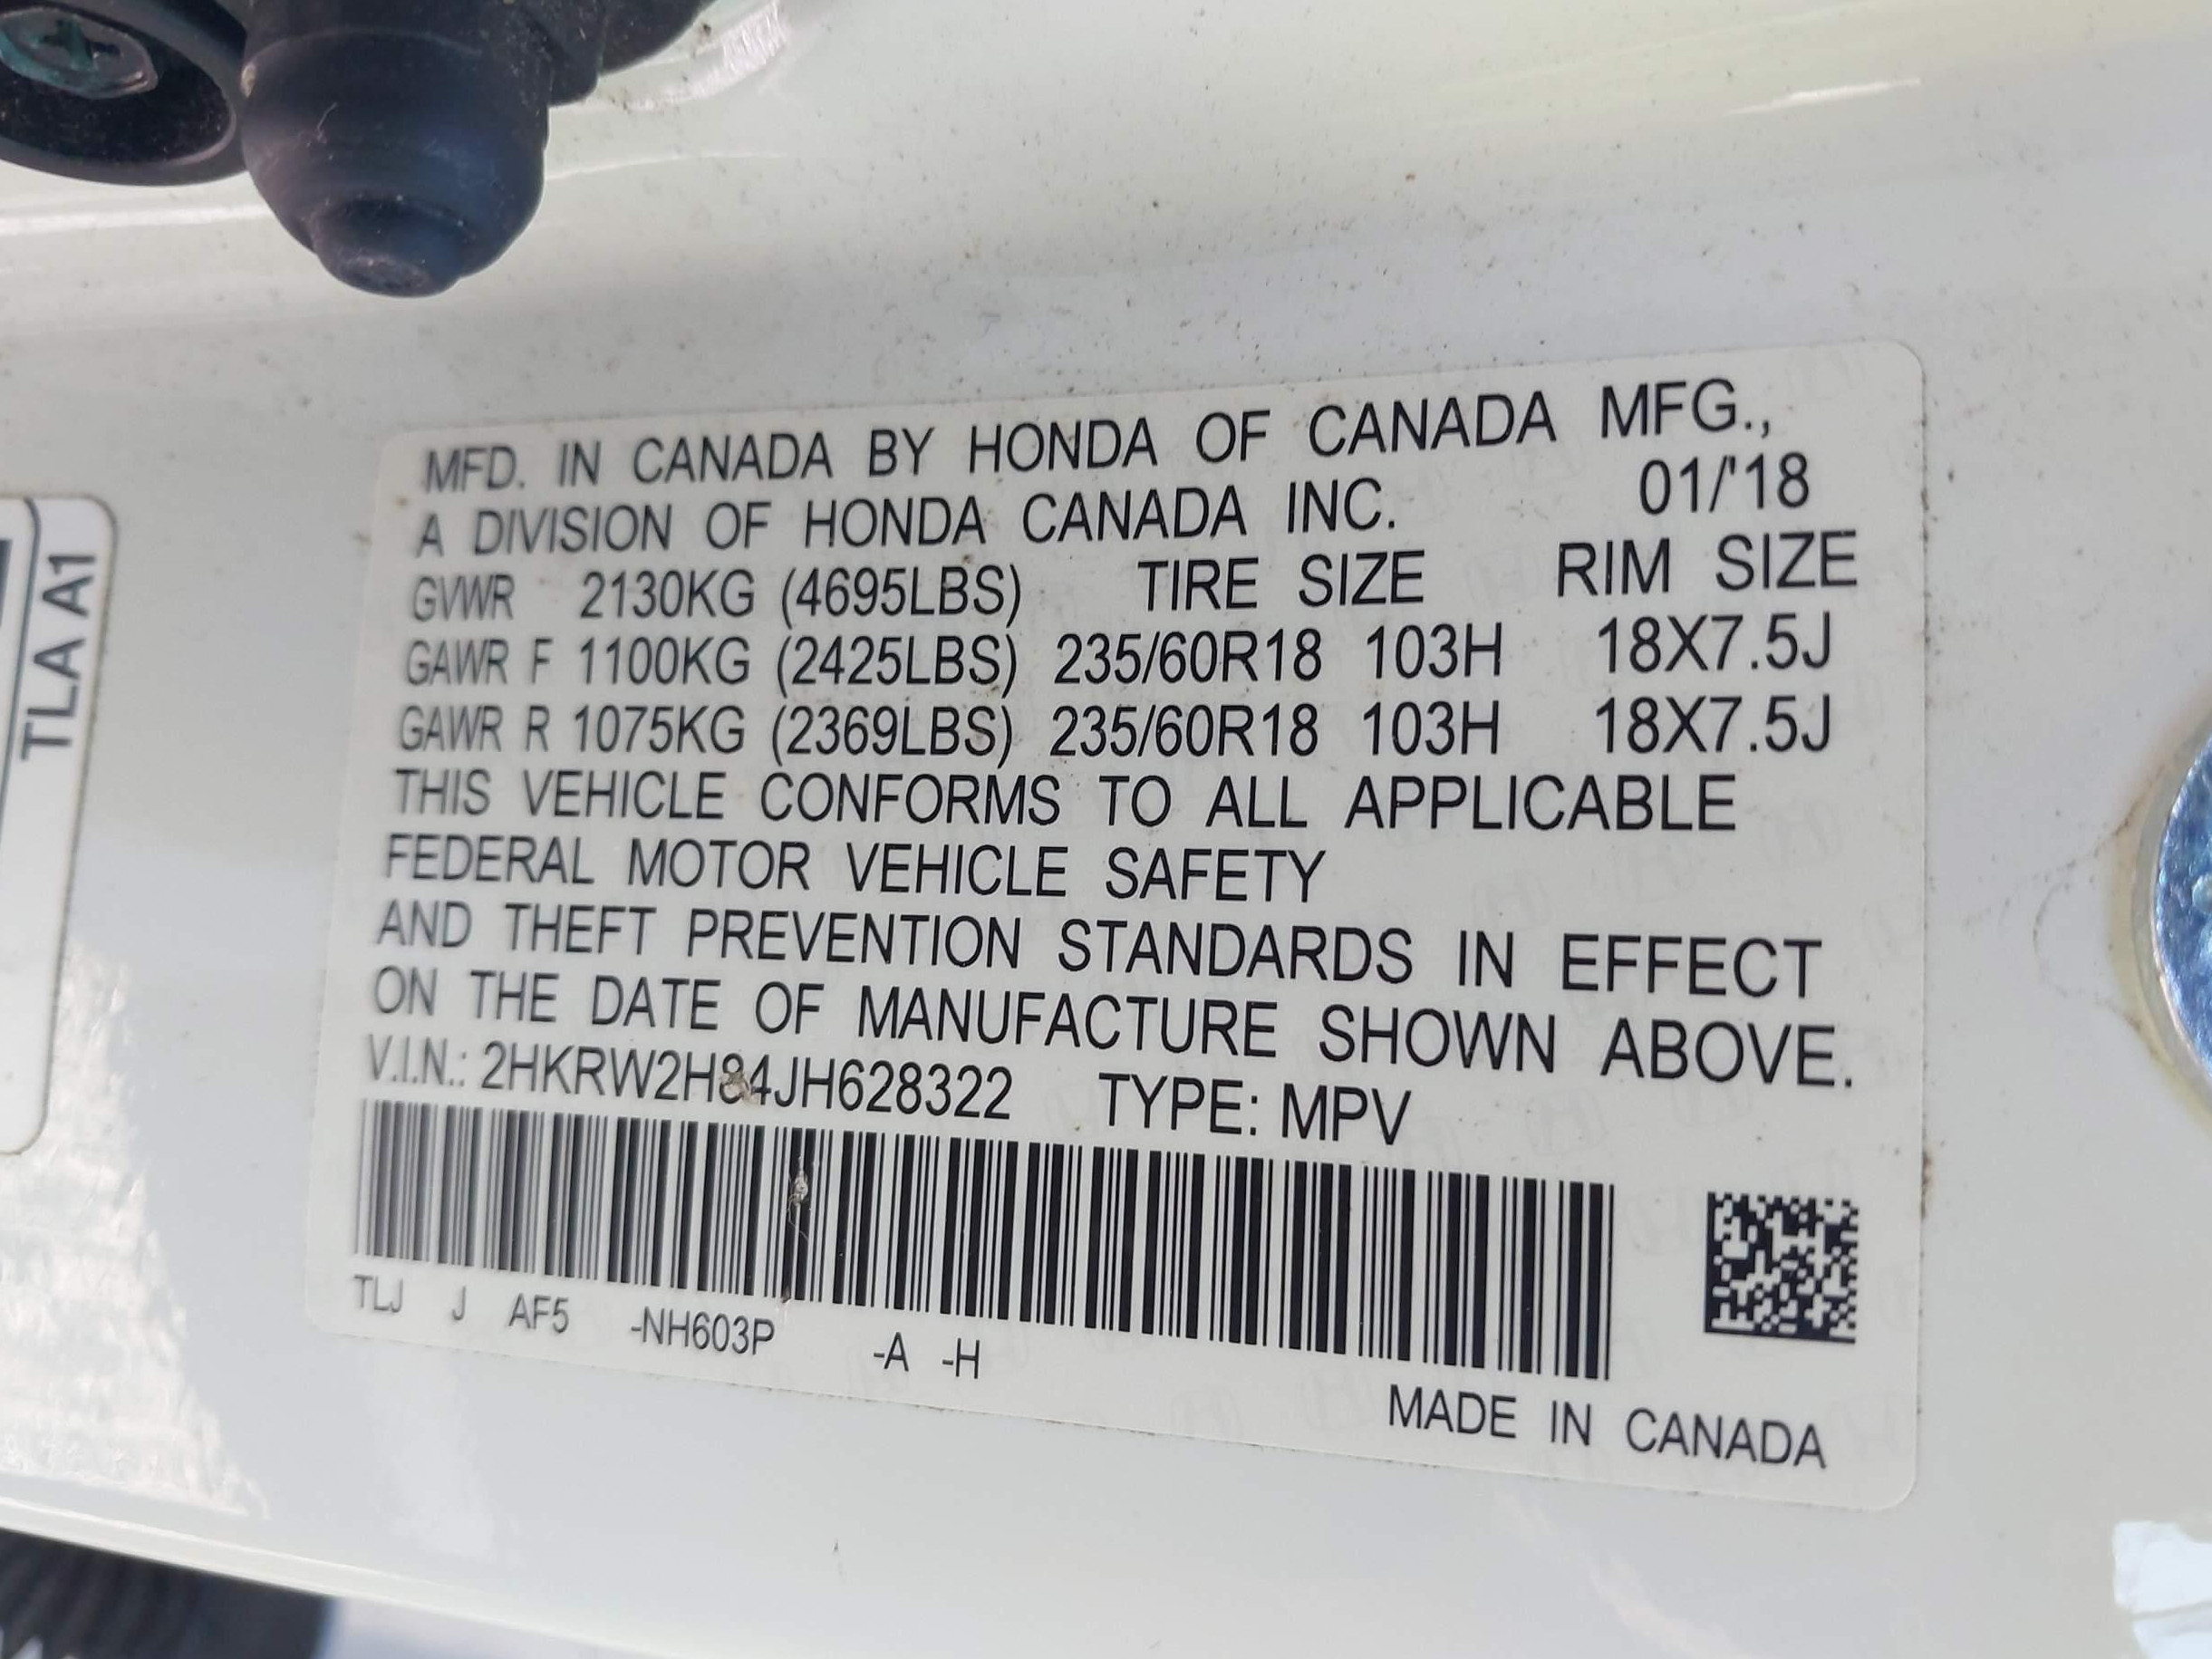 MFD. IN CANADA BY HONDA OF CANADA MFG.,
A DIVISION OF HONDA CANADA INC. 01/'18
GVWR 2130KG (4695LBS) TIRE SIZE RIM SIZE
GAWR F 1100KG (2425LBS) 235/60R18 103H 18X7.5J
GAWR R 1075KG (2369LBS) 235/60R18 103H 18X7.5J
THIS VEHICLE CONFORMS TO ALL APPLICABLE
FEDERAL MOTOR VEHICLE SAFETY
AND THEFT PREVENTION STANDARDS IN EFFECT
ON THE DATE OF MANUFACTURE SHOWN ABOVE.
V.I.N.: 2HKRW2H84JH628322 TYPE: MPV
TLJ J AF5 -NH603P -A -H
MADE IN CANADA
TLA A1